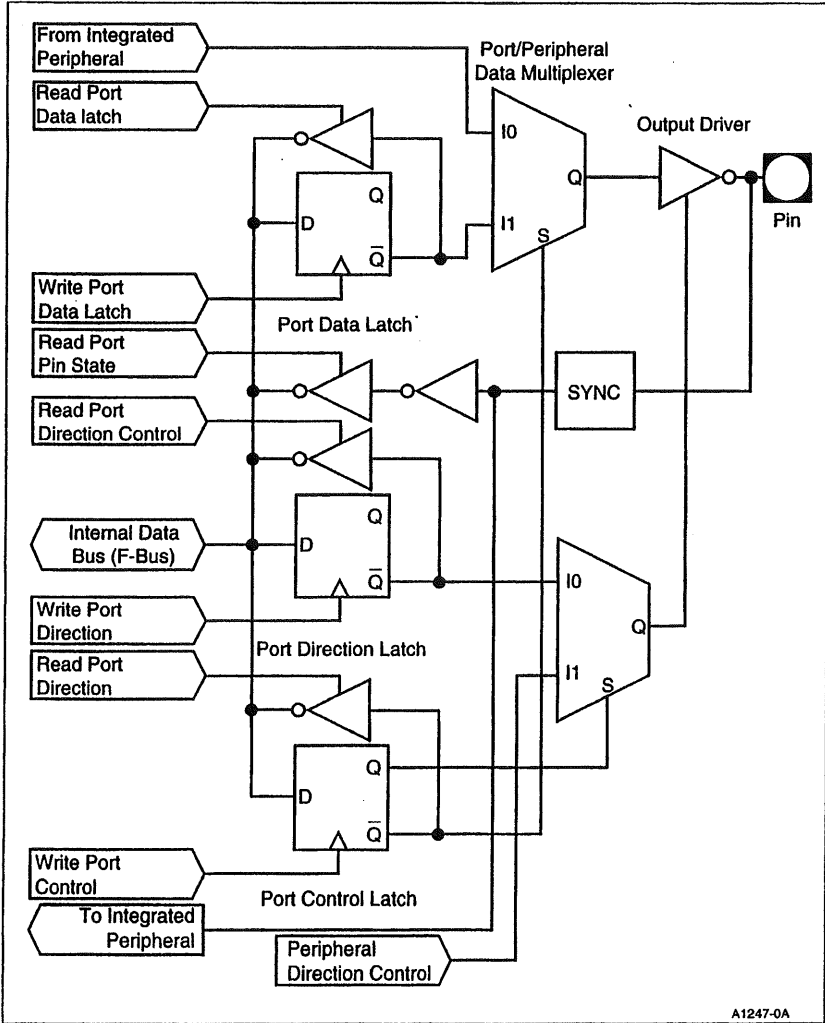 From Integrated
Peripheral
Port/Peripheral
Data Multiplexer
Read Port
Data latch
Output Driver
I0
Q
Q
D
I1
S
Q̅
Pin
Write Port
Data Latch
Port Data Latch
Read Port
Pin State
SYNC
Read Port
Direction Control
Q
Internal Data
Bus (F-Bus)
D
Q̅
I0
Write Port
Direction
Q
Port Direction Latch
Read Port
Direction
I1
S
Q
D
Q̅
Write Port
Control
Port Control Latch
To Integrated
Peripheral
Peripheral
Direction Control
A1247-0A